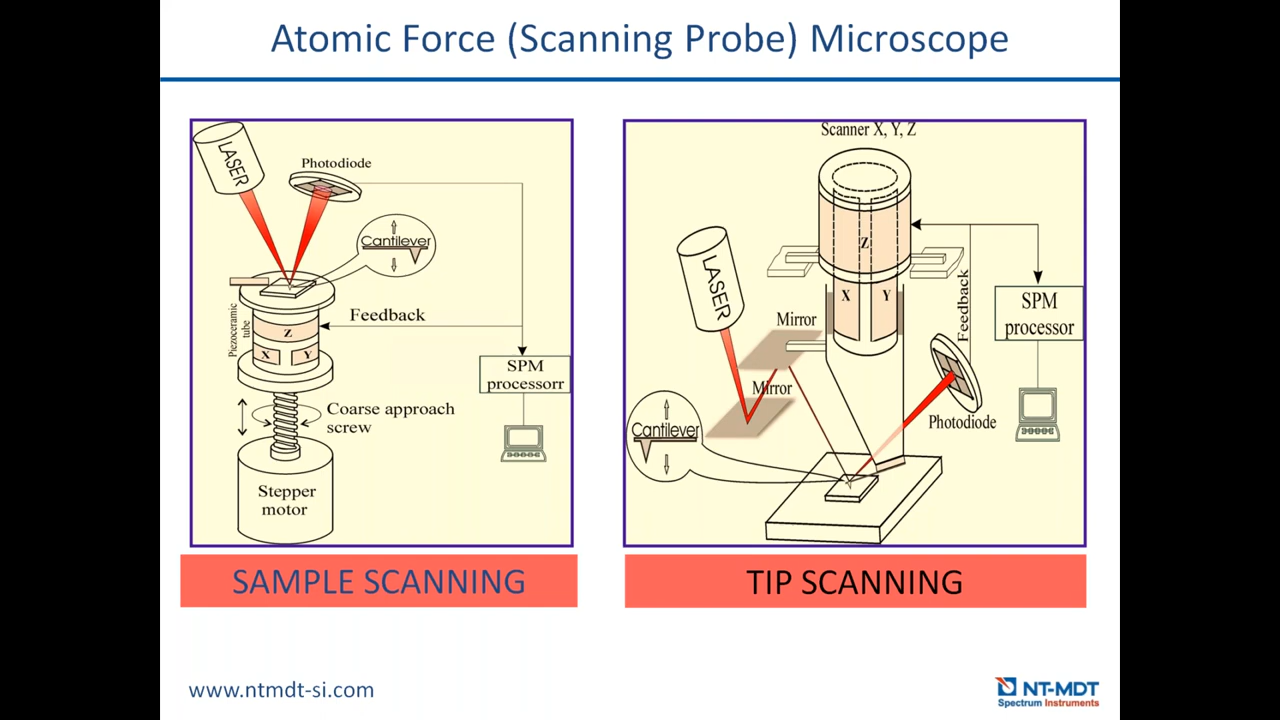 Atomic Force (Scanning Probe) Microscope
LASER
Photodiode
Cantilever
Piezoceramic
tube
Z
X
Y
Feedback
SPM
processorr
Coarse approach
screw
Stepper
motor
SAMPLE SCANNING
Scanner X, Y, Z
Z
X
Y
LASER
Mirror
Mirror
Cantilever
Feedback
SPM
processor
Photodiode
TIP SCANNING
www.ntmdt-si.com
NT-MDT
Spectrum Instruments